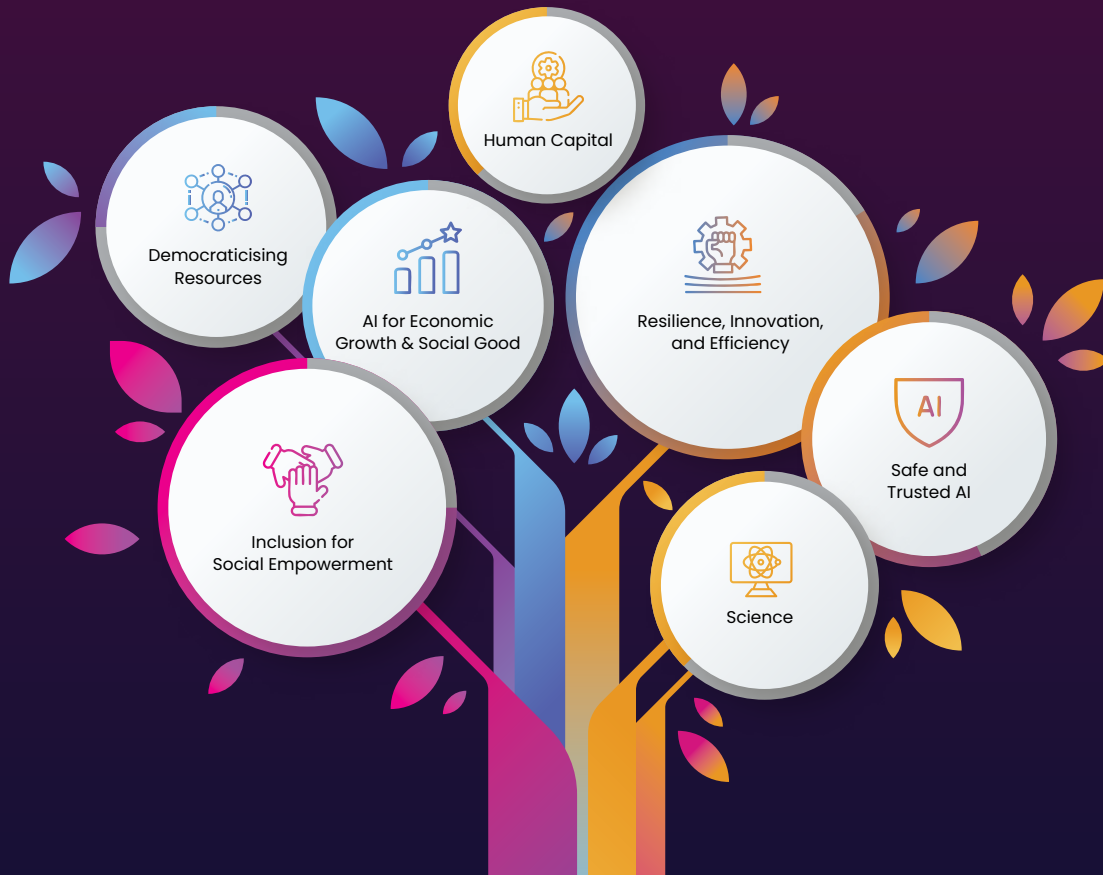 Human Capital
Democraticising
Resources
AI for Economic
Growth & Social Good
Resilience, Innovation,
and Efficiency
AI
Safe and
Trusted AI
Inclusion for
Social Empowerment
Science